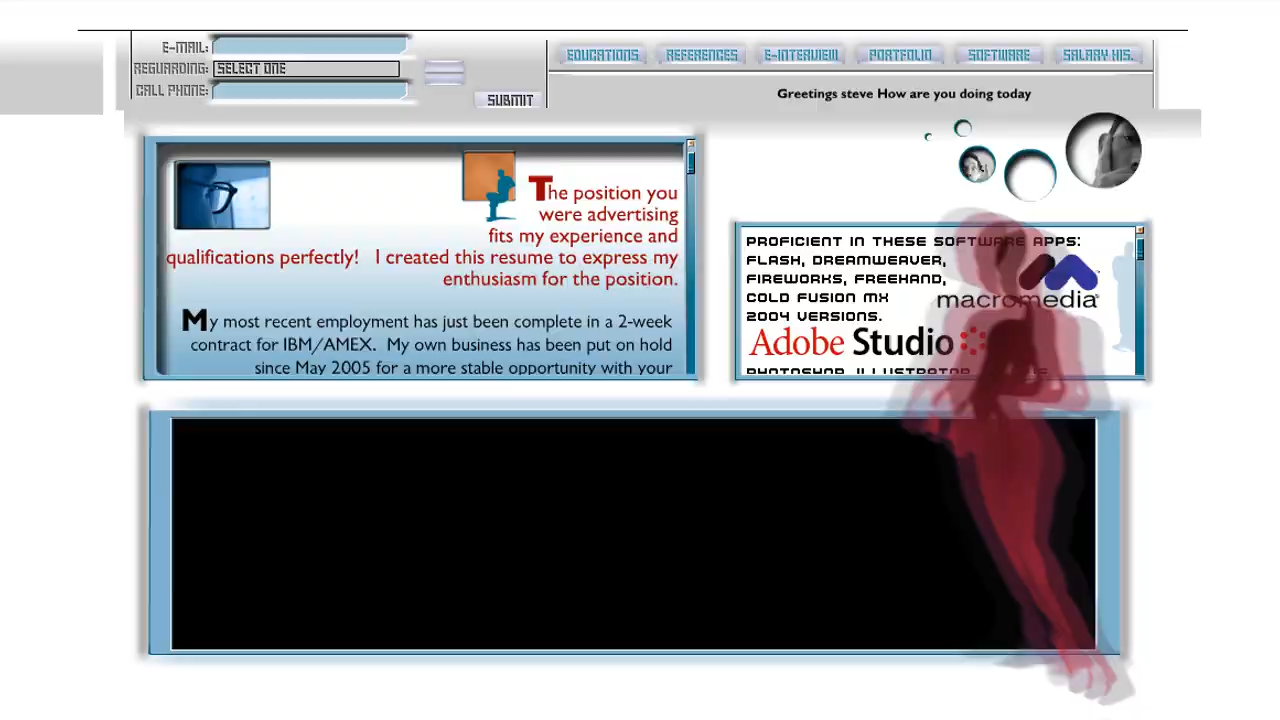 E-MAIL:
REGUARDING: SELECT ONE
CALL PHONE:
SUBMIT
EDUCATIONS REFERENCES E-INTERVIEW PORTFOLIO SOFTWARE SALARY HIS.
Greetings steve How are you doing today
The position you
were advertising
fits my experience and
qualifications perfectly! I created this resume to express my
enthusiasm for the position.
My most recent employment has just been complete in a 2-week
contract for IBM/AMEX. My own business has been put on hold
since May 2005 for a more stable opportunity with your
PROFICIENT IN THESE SOFTWARE APPS:
FLASH, DREAMWEAVER,
FIREWORKS, FREEHAND,
COLD FUSION MX
2004 VERSIONS.
macromedia
Adobe Studio
PHOTOSHOP, ILLUSTRATOR